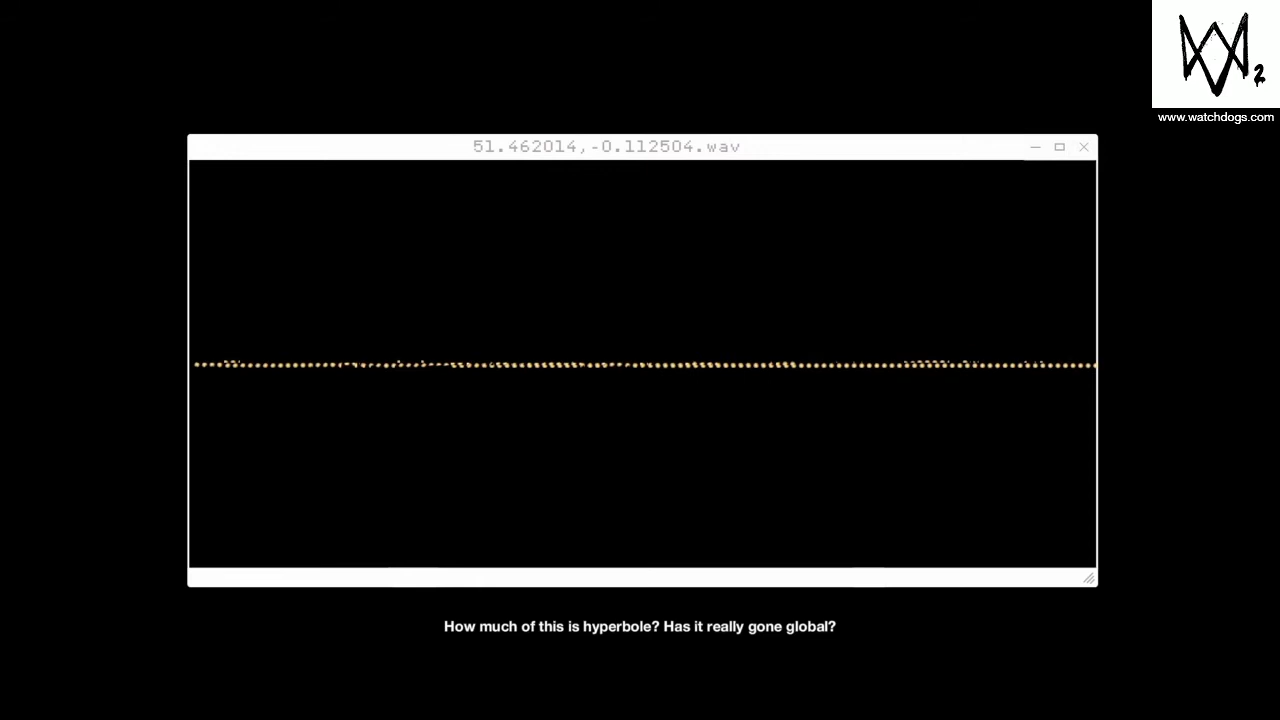 2
www.watchdogs.com
51.462014,-0.112504.wav
How much of this is hyperbole? Has it really gone global?